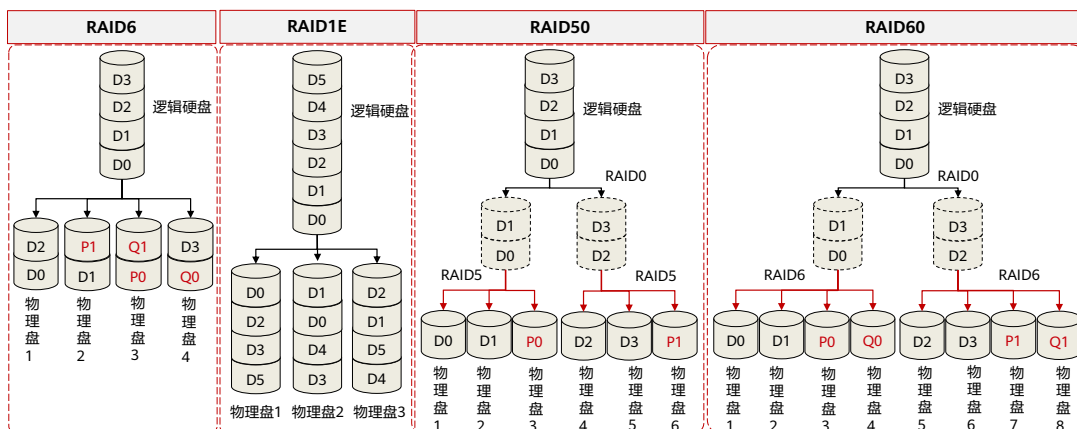 RAID6
D3
D2
D1
D0
逻辑硬盘
D2
D0
P1
D1
Q1
P0
D3
Q0
物理盘1
物理盘2
物理盘3
物理盘4
RAID1E
D5
D4
D3
D2
D1
D0
逻辑硬盘
D0
D2
D3
D5
D1
D0
D4
D3
D2
D1
D5
D4
物理盘1
物理盘2
物理盘3
RAID50
D3
D2
D1
D0
逻辑硬盘
RAID0
D1
D0
D3
D2
RAID5
RAID5
D0
D1
P0
D2
D3
P1
物理盘1
物理盘2
物理盘3
物理盘4
物理盘5
物理盘6
RAID60
D3
D2
D1
D0
逻辑硬盘
RAID0
D1
D0
D3
D2
RAID6
RAID6
D0
D1
P0
Q0
D2
D3
P1
Q1
物理盘1
物理盘2
物理盘3
物理盘4
物理盘5
物理盘6
物理盘7
物理盘8